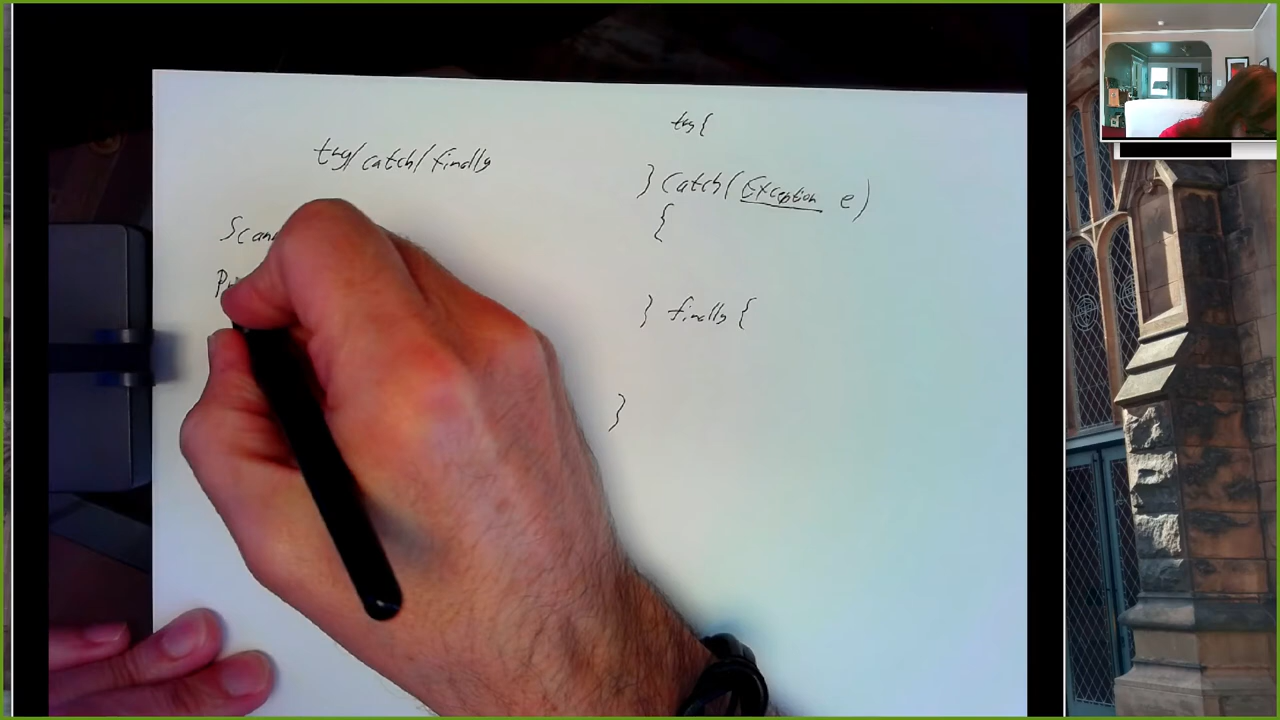 try/catch/finally
try{
} catch( Exception e)
{
} finally {
}